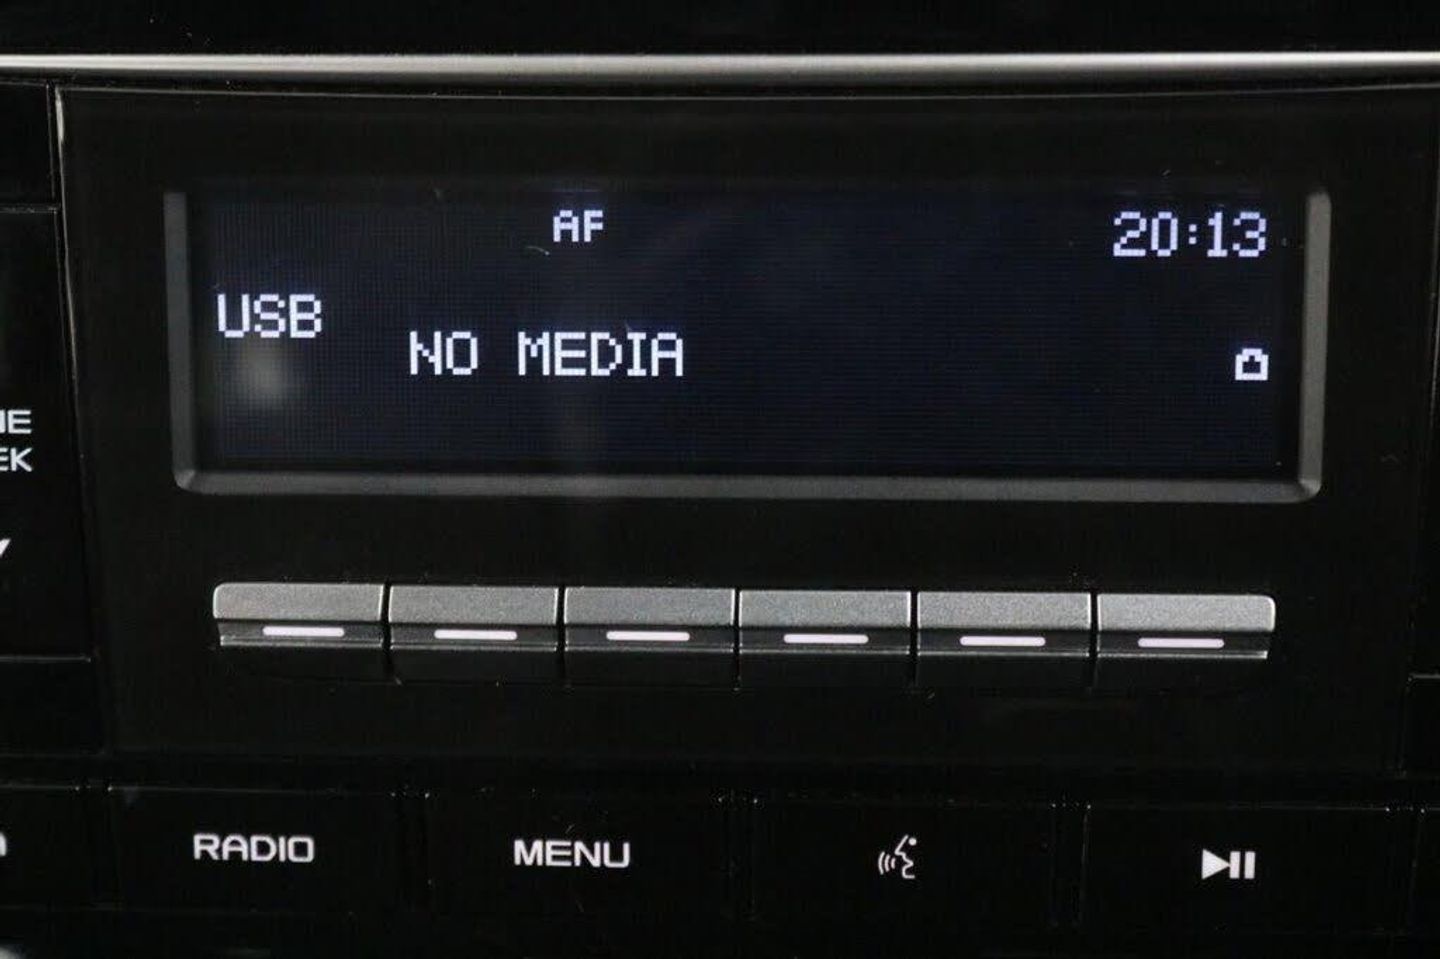 AF
20:13
USB
NO MEDIA
RADIO
MENU